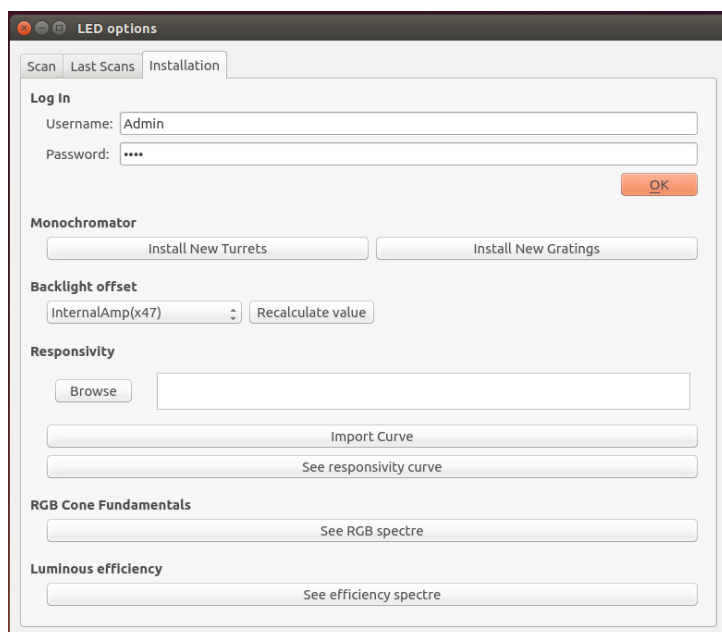 LED options
Scan Last Scans Installation
Log In
Username: Admin
Password: ••••
OK
Monochromator
Install New Turrets Install New Gratings
Backlight offset
InternalAmp(x47) Recalculate value
Responsivity
Browse
Import Curve
See responsivity curve
RGB Cone Fundamentals
See RGB spectre
Luminous efficiency
See efficiency spectre